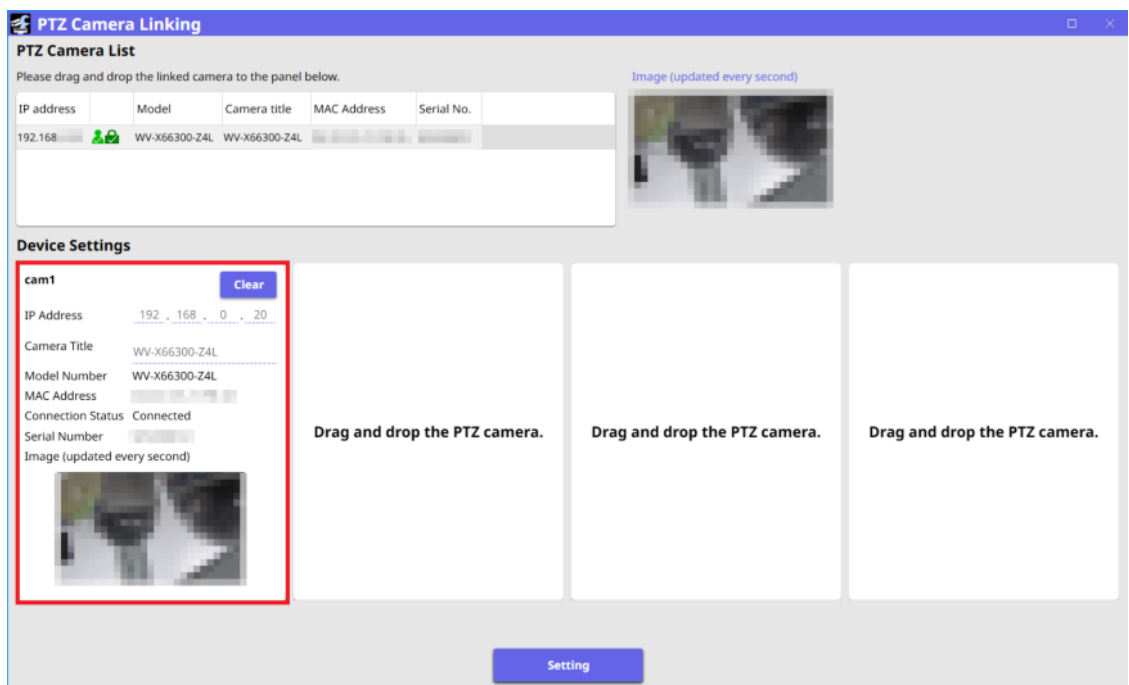 PTZ Camera Linking
PTZ Camera List
Please drag and drop the linked camera to the panel below.
Image (updated every second)
IP address Model Camera title MAC Address Serial No.
192.168 WV-X66300-Z4L WV-X66300-Z4L
Device Settings
cam1 Clear
IP Address 192 . 168 . 0 . 20
Camera Title WV-X66300-Z4L
Model Number WV-X66300-Z4L
MAC Address
Connection Status Connected
Serial Number
Image (updated every second)
Drag and drop the PTZ camera. Drag and drop the PTZ camera. Drag and drop the PTZ camera.
Setting